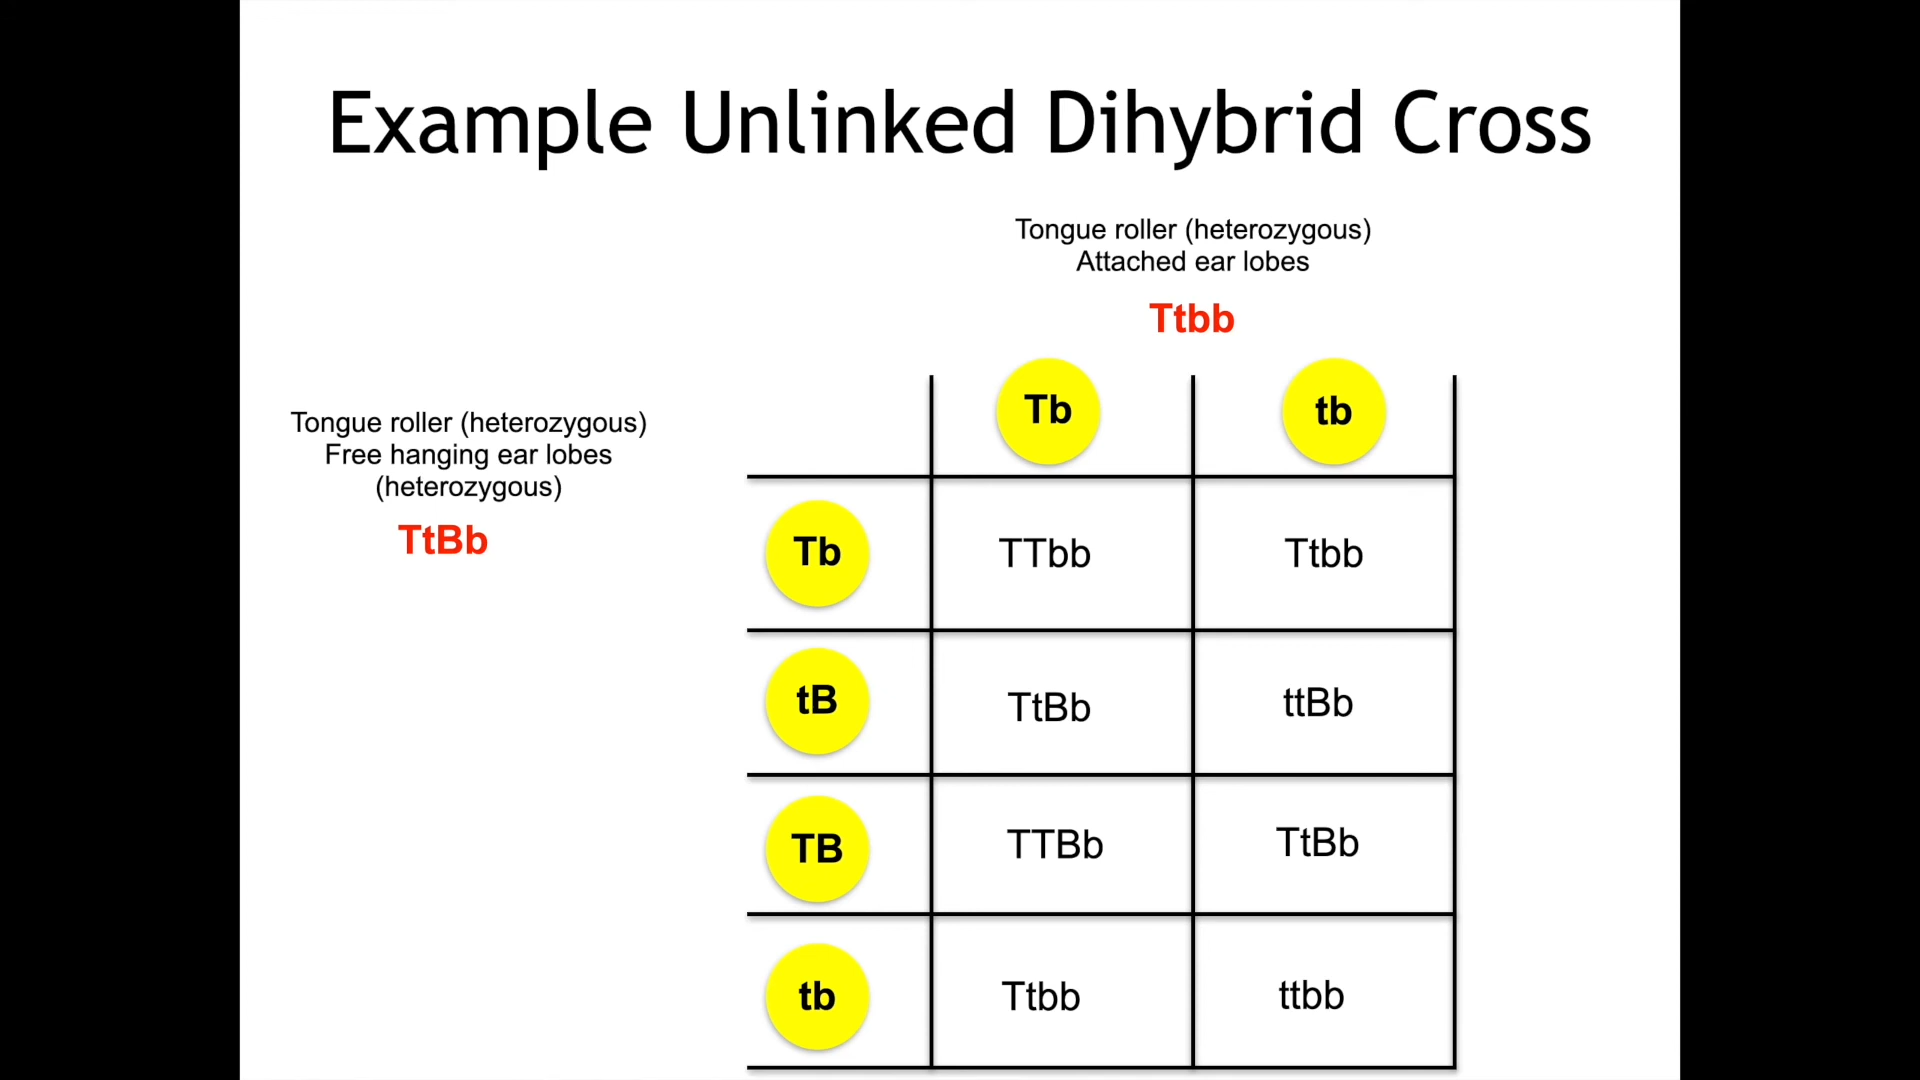 Example Unlinked Dihybrid Cross
Tongue roller (heterozygous)
Attached ear lobes
Ttbb
Tongue roller (heterozygous)
Free hanging ear lobes
(heterozygous)
TtBb
Tb
tb
Tb
TTbb
Ttbb
tB
TtBb
ttBb
TB
TTBb
TtBb
tb
Ttbb
ttbb